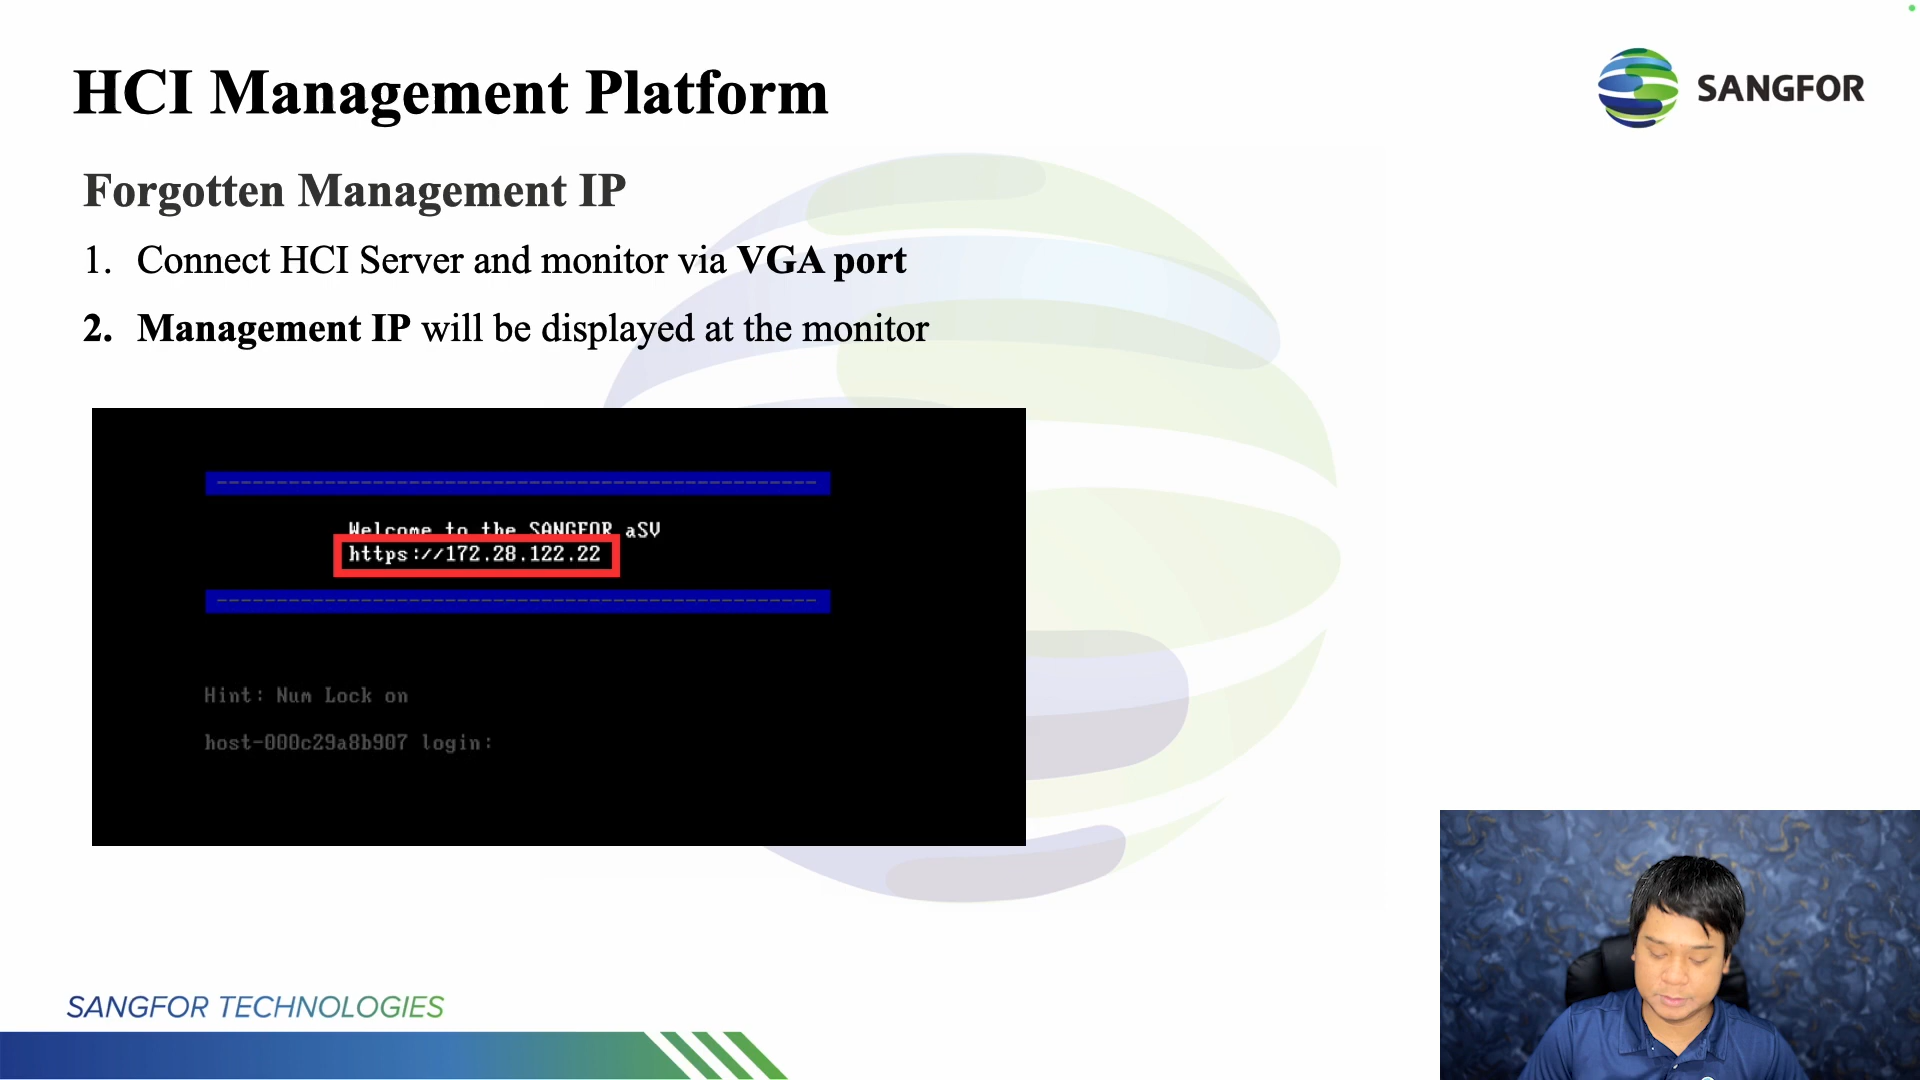 HCI Management Platform
SANGFOR
Forgotten Management IP
1. Connect HCI Server and monitor via VGA port
2. Management IP will be displayed at the monitor
Welcome to the SANGFOR aSV
https://172.28.122.22
Hint: Num Lock on
host-000c29a8b907 login:
SANGFOR TECHNOLOGIES